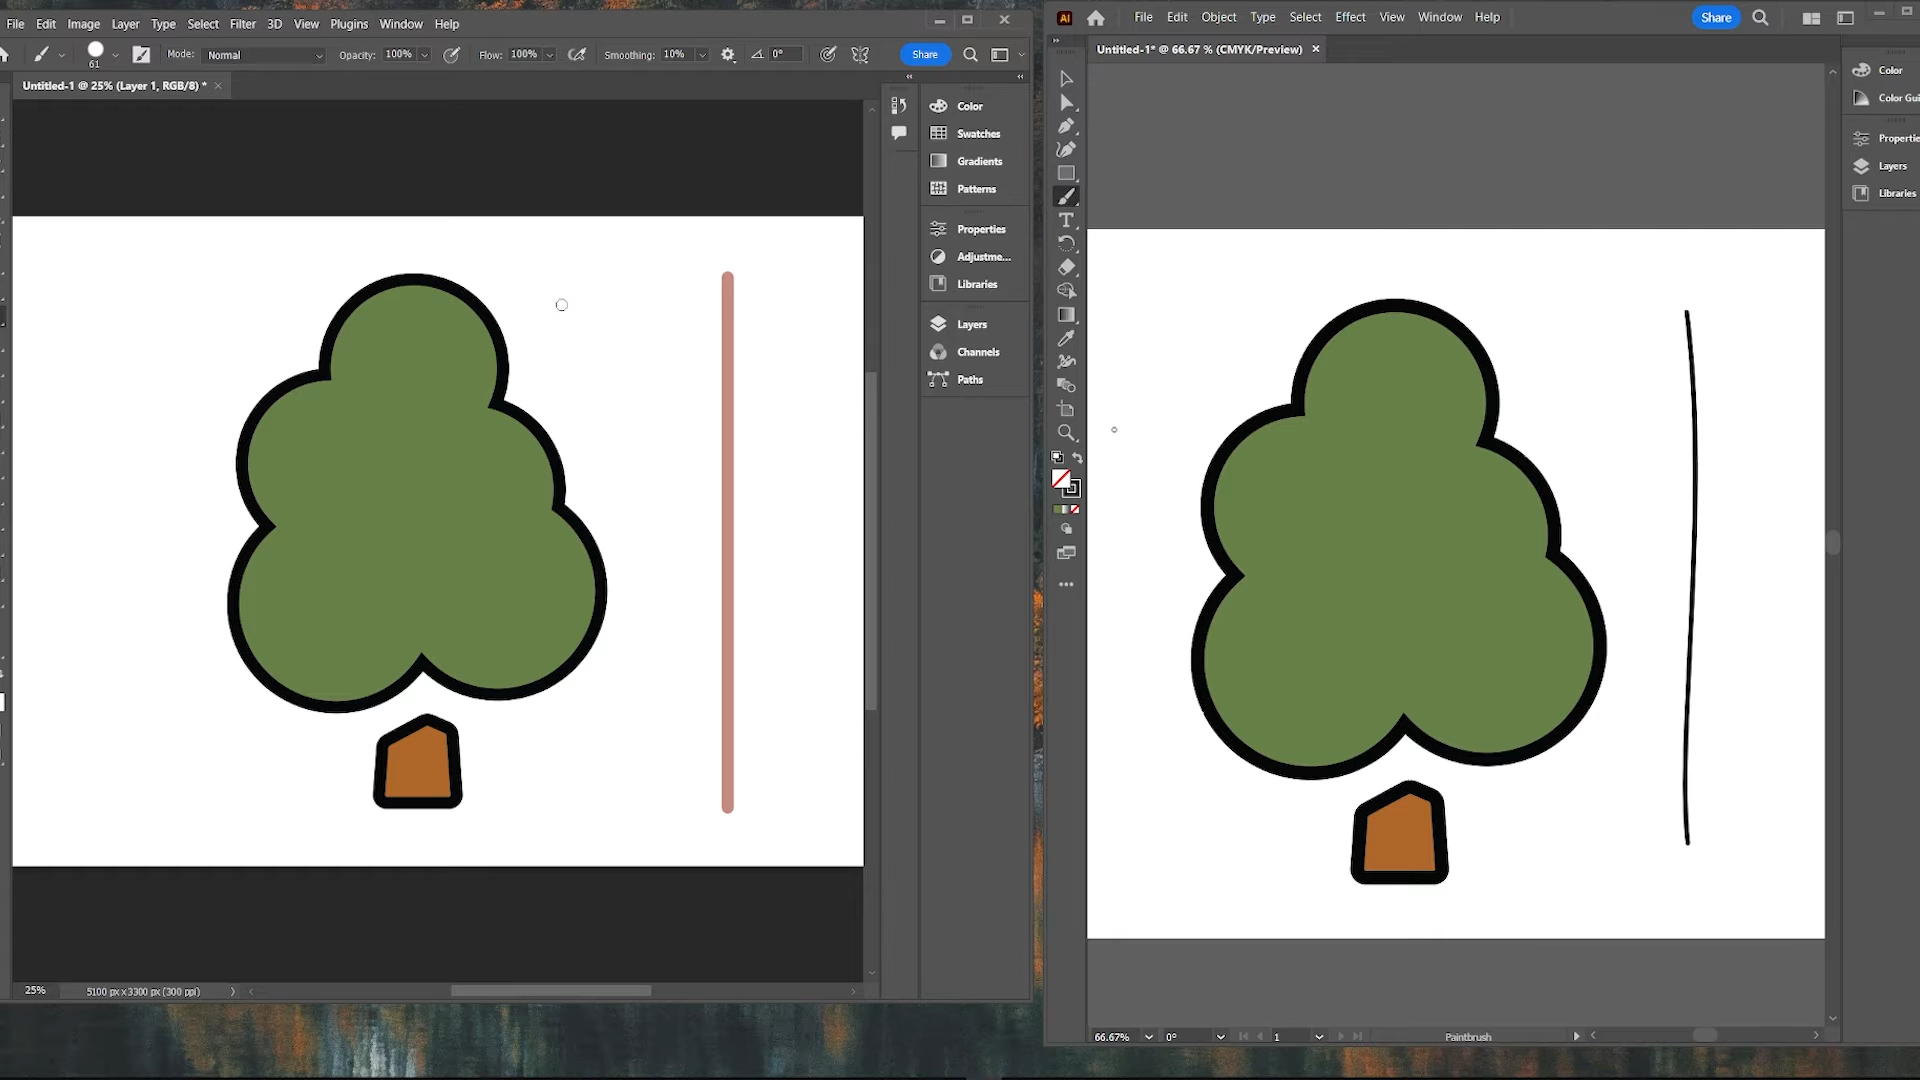 File Edit Image Layer Type Select Filter 3D View Plugins Window Help
61 Mode: Normal Opacity: 100% Flow: 100% Smoothing: 10% 0° Share
Untitled-1 @ 25% (Layer 1, RGB/8) * ×
Color
Swatches
Gradients
Patterns
Properties
Adjustme...
Libraries
Layers
Channels
Paths
25% 5100 px x 3300 px (300 ppi)
Ai File Edit Object Type Select Effect View Window Help Share
Untitled-1* @ 66.67 % (CMYK/Preview) ×
Color
Color Gui
Propertie
Layers
Libraries
66.67% 0° 1 Paintbrush